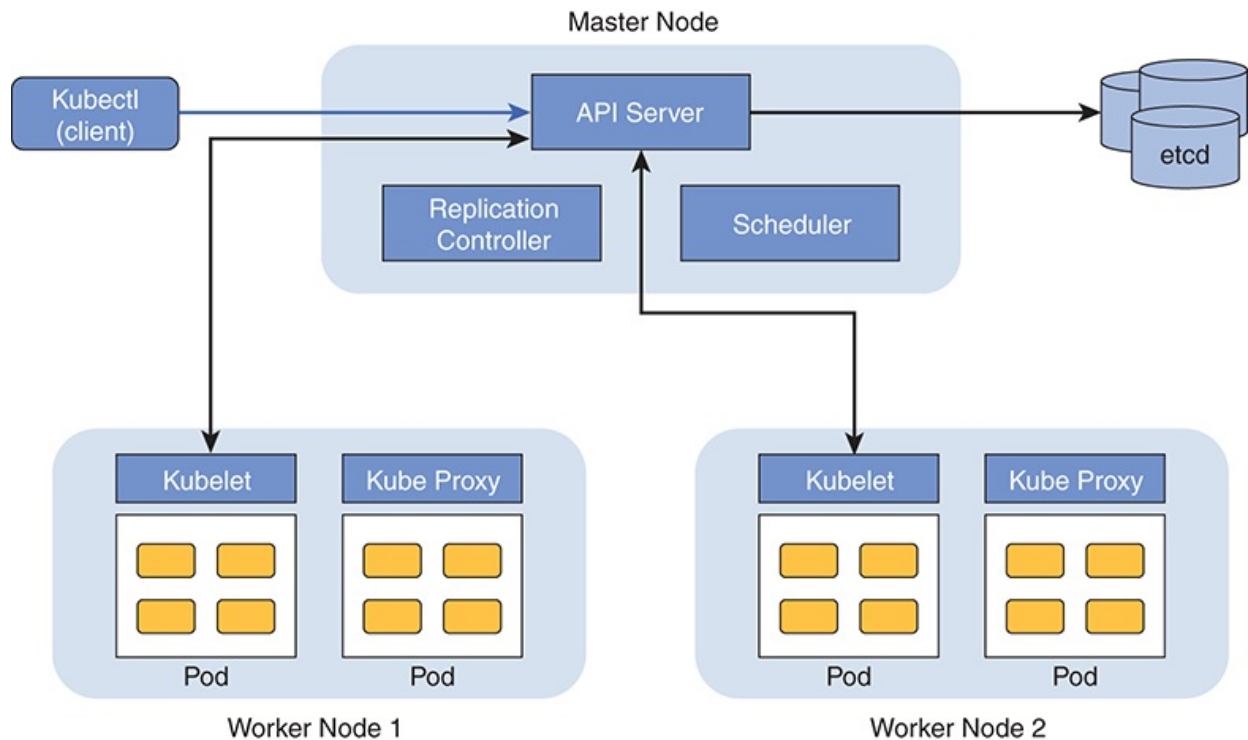 Master Node
Kubectl
(client)
API Server
etcd
Replication
Controller
Scheduler
Kubelet
Kube Proxy
Kubelet
Kube Proxy
Pod
Pod
Pod
Pod
Worker Node 1
Worker Node 2